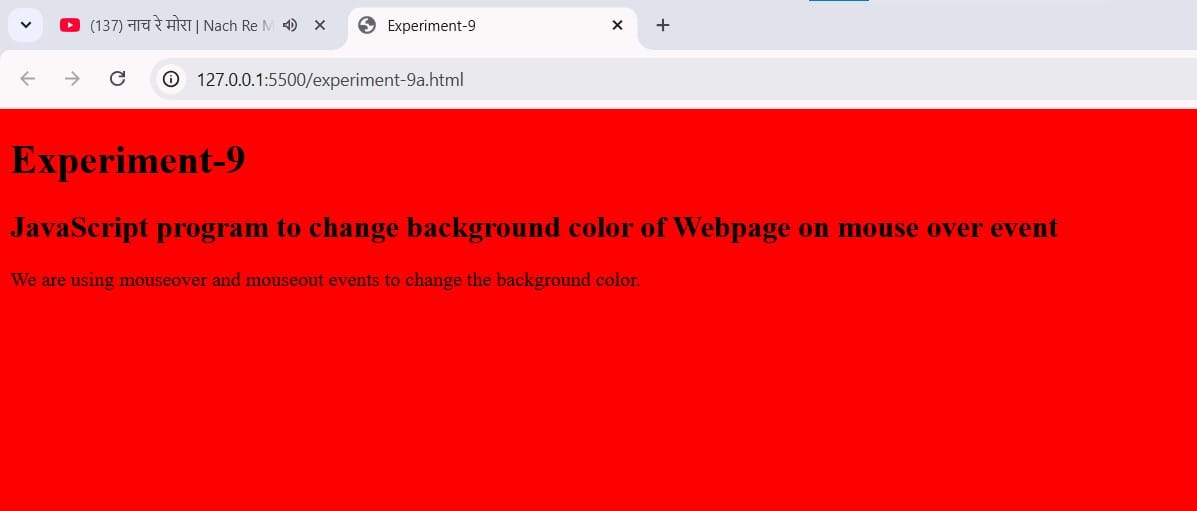 (137) नाच रे मोरा | Nach Re
Experiment-9
127.0.0.1:5500/experiment-9a.html
Experiment-9
JavaScript program to change background color of Webpage on mouse over event
We are using mouseover and mouseout events to change the background color.